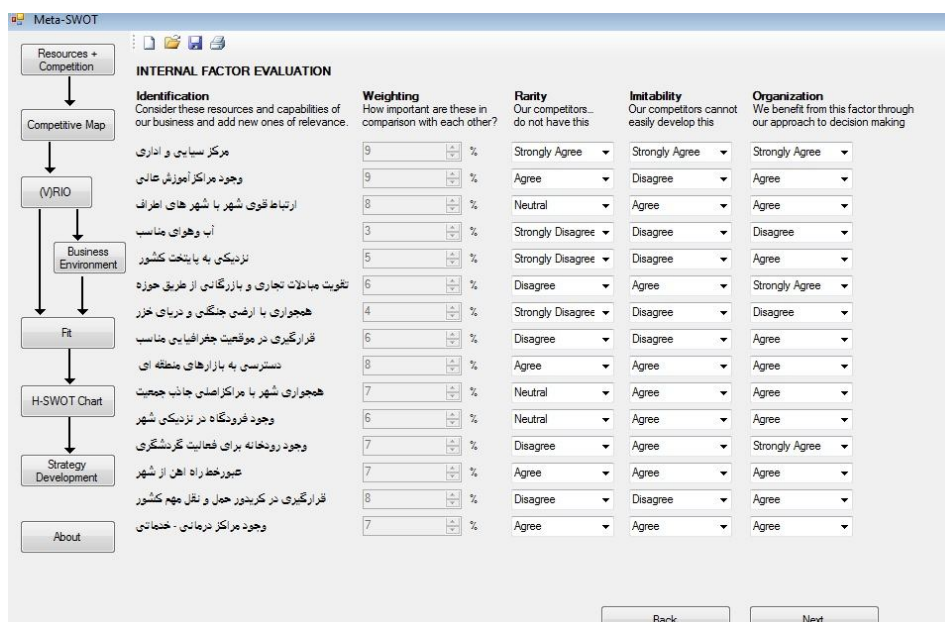 Meta-SWOT
Resources +
Competition
Competitive Map
(V)RIO
Business
Environment
Fit
H-SWOT Chart
Strategy
Development
About
INTERNAL FACTOR EVALUATION
Identification
Consider these resources and capabilities of
our business and add new ones of relevance.
Weighting
How important are these in
comparison with each other?
Rarity
Our competitors...
do not have this
Imitability
Our competitors cannot
easily develop this
Organization
We benefit from this factor through
our approach to decision making
مرکز سیایی و اداری 9 % Strongly Agree Strongly Agree Strongly Agree
وجود مراکز آموزش عالی 9 % Agree Disagree Agree
ارتباط قوی شهر با شهر های اطراف 8 % Neutral Agree Agree
آب وهوای مناسب 3 % Strongly Disagree Disagree Disagree
نزدیکی به پایتخت کشور 5 % Strongly Disagree Disagree Agree
تقویت مبادلات تجاری و بازرگانی از طریق حوزه 6 % Disagree Agree Strongly Agree
همجواری با ارضی جنگلی و دریای خزر 4 % Strongly Disagree Disagree Disagree
قرارگیری در موقعیت جغرافیایی مناسب 6 % Disagree Disagree Agree
دسترسی به بازارهای منطقه ای 8 % Agree Agree Agree
همجواری شهر با مراکزاصلی جاذب جمعیت 7 % Neutral Agree Agree
وجود فرودگاه در نزدیکی شهر 6 % Neutral Agree Agree
وجود رودخانه برای فعالیت گردشگری 7 % Disagree Agree Strongly Agree
عبورخط راه اهن از شهر 7 % Agree Agree Agree
قرارگیری در کریدور حمل و نقل مهم کشور 8 % Disagree Disagree Agree
وجود مراکز درمانی - خدماتی 7 % Agree Agree Agree
Back Next